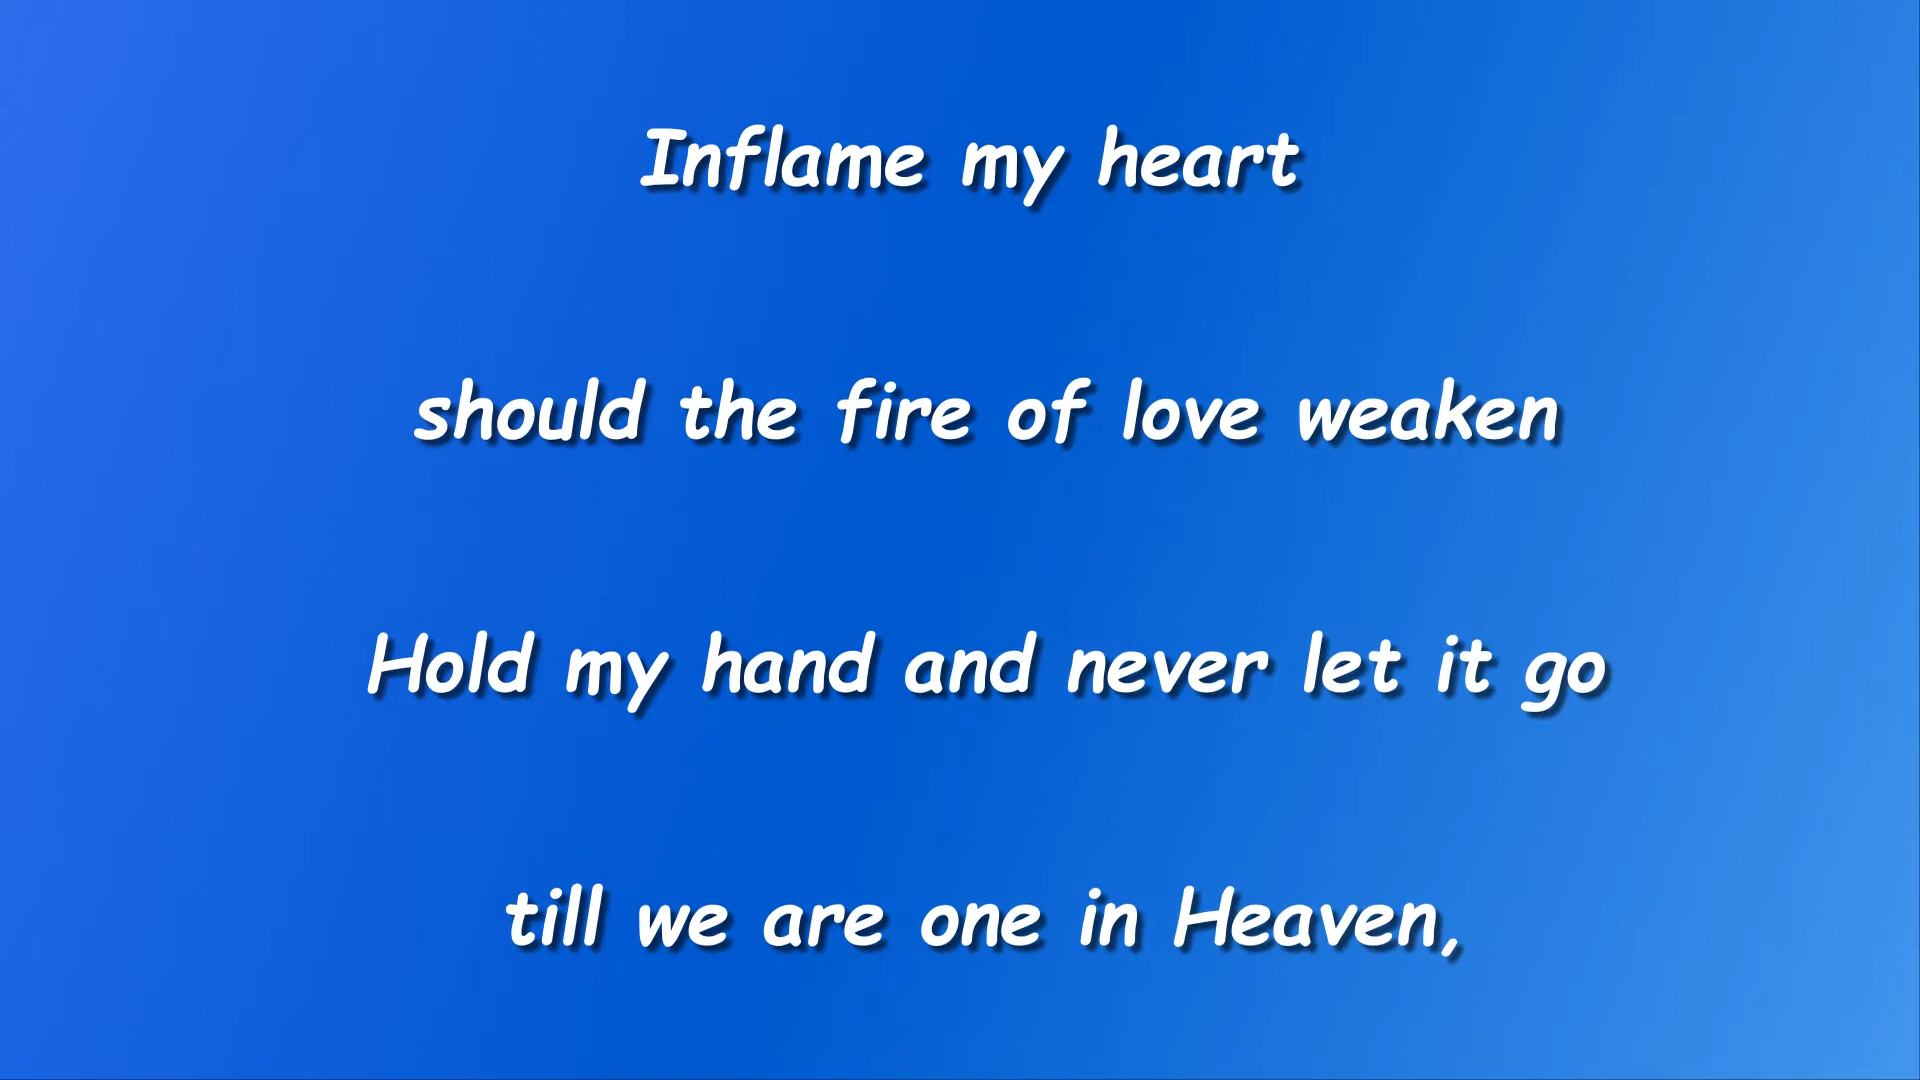 Inflame my heart
should the fire of love weaken
Hold my hand and never let it go
till we are one in Heaven,